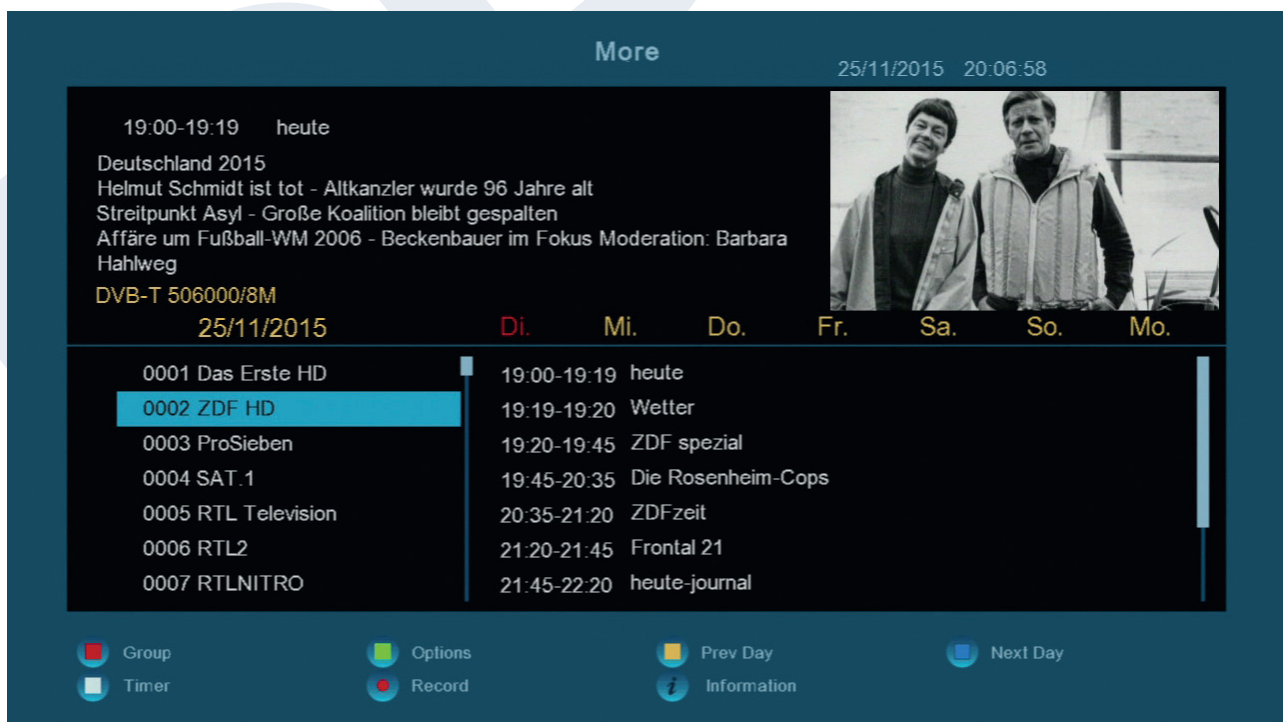 More
25/11/2015 20:06:58
19:00-19:19 heute
Deutschland 2015
Helmut Schmidt ist tot - Altkanzler wurde 96 Jahre alt
Streitpunkt Asyl - Große Koalition bleibt gespalten
Affäre um Fußball-WM 2006 - Beckenbauer im Fokus Moderation: Barbara
Hahlweg
DVB-T 506000/8M
25/11/2015 Di. Mi. Do. Fr. Sa. So. Mo.
0001 Das Erste HD
0002 ZDF HD
0003 ProSieben
0004 SAT.1
0005 RTL Television
0006 RTL2
0007 RTLNITRO
19:00-19:19 heute
19:19-19:20 Wetter
19:20-19:45 ZDF spezial
19:45-20:35 Die Rosenheim-Cops
20:35-21:20 ZDFzeit
21:20-21:45 Frontal 21
21:45-22:20 heute-journal
Group Options Prev Day Next Day
Timer Record i Information